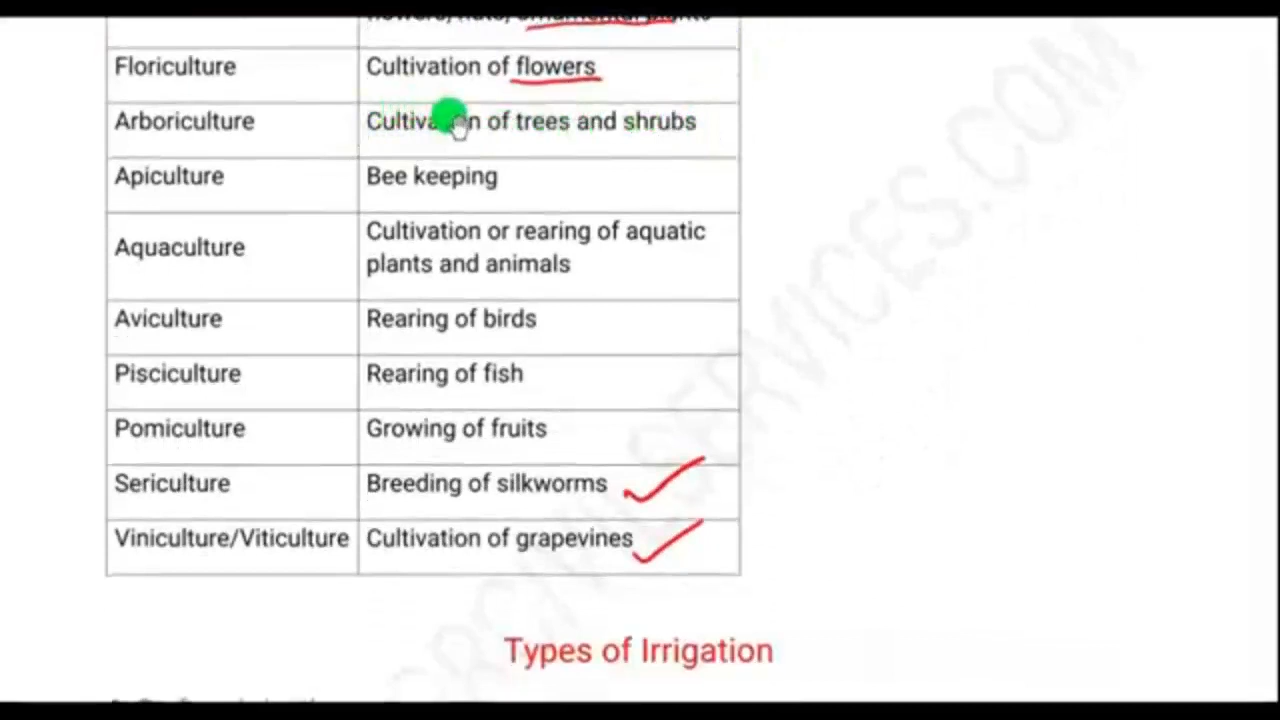 Floriculture Cultivation of flowers
Arboriculture Cultivation of trees and shrubs
Apiculture Bee keeping
Aquaculture Cultivation or rearing of aquatic
plants and animals
Aviculture Rearing of birds
Pisciculture Rearing of fish
Pomiculture Growing of fruits
Sericulture Breeding of silkworms
Viniculture/Viticulture Cultivation of grapevines
Types of Irrigation